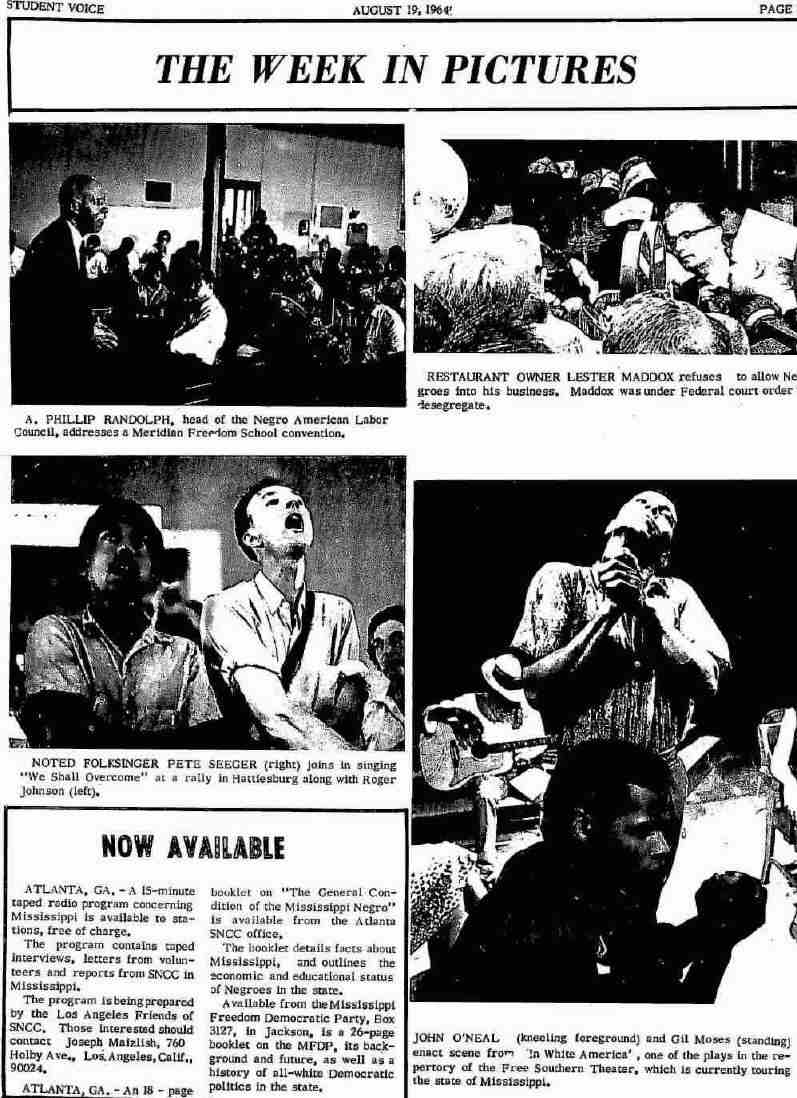 STUDENT VOICE
AUGUST 19, 1964
PAGE
THE WEEK IN PICTURES
A. PHILLIP RANDOLPH, head of the Negro American Labor
Council, addresses a Meridian Freedom School convention.
RESTAURANT OWNER LESTER MADDOX refuses to allow Ne
groes into his business. Maddox was under Federal court order
desegregate.
NOTED FOLKSINGER PETE SEEGER (right) joins in singing
"We Shall Overcome" at a rally in Hattiesburg along with Roger
Johnson (left).
NOW AVAILABLE
ATLANTA, GA. - A 15-minute
taped radio program concerning
Mississippi is available to sta-
tions, free of charge.
The program contains taped
interviews, letters from volun-
teers and reports from SNCC in
Mississippi.
The program is being prepared
by the Los Angeles Friends of
SNCC. Those interested should
contact Joseph Maizlish, 760
Holby Ave., Los Angeles, Calif.,
90024.
ATLANTA, GA. - An 18 - page
booklet on "The General Con-
dition of the Mississippi Negro"
is available from the Atlanta
SNCC office.
The booklet details facts about
Mississippi, and outlines the
economic and educational status
of Negroes in the state.
Available from the Mississippi
Freedom Democratic Party, Box
3127, in Jackson, is a 26-page
booklet on the MFDP, its back-
ground and future, as well as a
history of all-white Democratic
politics in the state.
JOHN O'NEAL (kneeling foreground) and Gil Moses (standing)
enact scene from 'In White America', one of the plays in the re-
pertory of the Free Southern Theater, which is currently touring
the state of Mississippi.